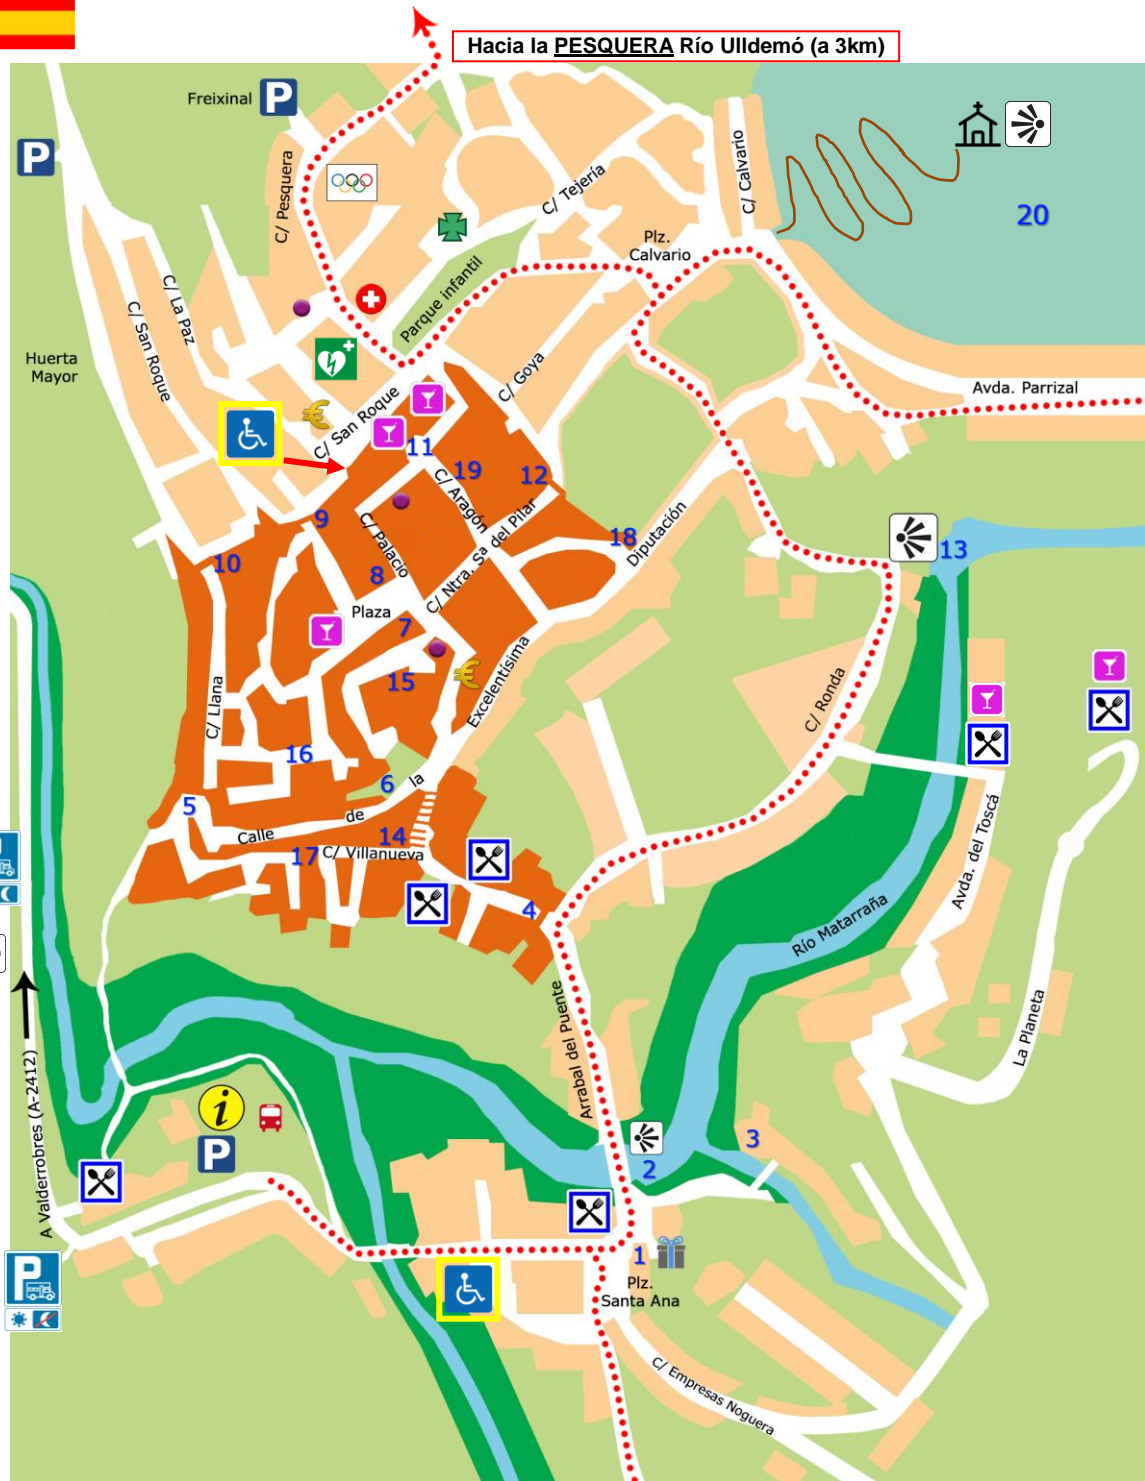 Hacia la PESQUERA Río Ulldemó (a 3km)
Freixinal
P
P
C/ Pesquera
C/ Tejería
C/ Calvario
Plz.
Calvario
20
C/ La Paz
C/ San Roque
Parque infantil
Huerta
Mayor
C/ Goya
Avda. Parrizal
€
C/ San Roque
11
19
12
C/ Aragón
9
C/ Palacio
C/ Ntra. Sª del Pilar
18
Diputación
13
10
8
Plaza
7
15
€
Excelentísima
C/ Llana
C/ Ronda
16
6
la
de
5
Calle
14
17
C/ Villanueva
4
Avda. del Toscá
Río Matarraña
La Planeta
Arrabal del Puente
A Valderrobres (A-2412)
i
P
2
3
1
Plz.
Santa Ana
P
C/ Empresas Noguera